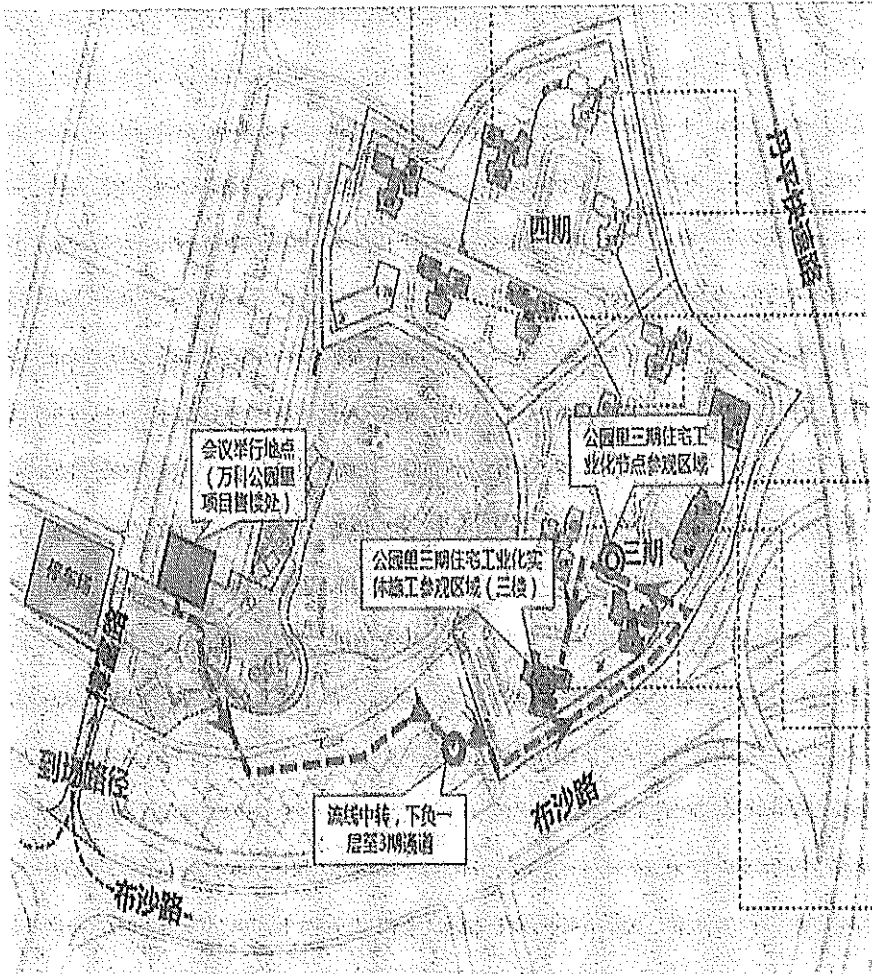 丹平快速路
四期
会议举行地点
（万科公园里
项目售楼处）
公园里三期住宅工
业化节点参观区域
公园里三期住宅工业化实
体施工参观区域（三楼）
三期
停车场
到场路径
流线中转，下负一
层至3期通道
布沙路
布沙路